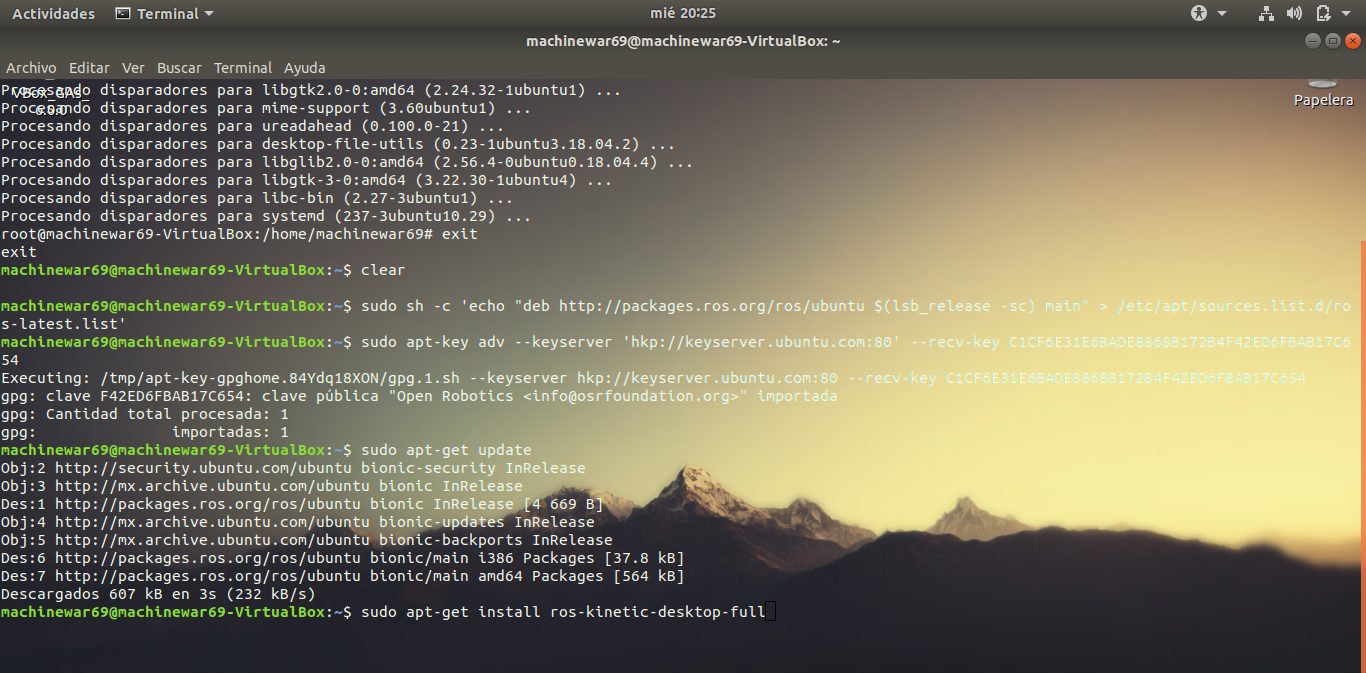 Actividades Terminal mié 20:25
machinewar69@machinewar69-VirtualBox: ~
Archivo Editar Ver Buscar Terminal Ayuda
Procesando disparadores para libgtk2.0-0:amd64 (2.24.32-1ubuntu1) ...
VBox_GAs_
Procesando disparadores para mime-support (3.60ubuntu1) ...
6.0.0
Papelera
Procesando disparadores para ureadahead (0.100.0-21) ...
Procesando disparadores para desktop-file-utils (0.23-1ubuntu3.18.04.2) ...
Procesando disparadores para libglib2.0-0:amd64 (2.56.4-0ubuntu0.18.04.4) ...
Procesando disparadores para libgtk-3-0:amd64 (3.22.30-1ubuntu4) ...
Procesando disparadores para libc-bin (2.27-3ubuntu1) ...
Procesando disparadores para systemd (237-3ubuntu10.29) ...
root@machinewar69-VirtualBox:/home/machinewar69# exit
exit
machinewar69@machinewar69-VirtualBox:~$ clear
machinewar69@machinewar69-VirtualBox:~$ sudo sh -c 'echo "deb http://packages.ros.org/ros/ubuntu $(lsb_release -sc) main" > /etc/apt/sources.list.d/ro
s-latest.list'
machinewar69@machinewar69-VirtualBox:~$ sudo apt-key adv --keyserver 'hkp://keyserver.ubuntu.com:80' --recv-key C1CF6E31E6BADE8868B172B4F42ED6FBAB17C6
54
Executing: /tmp/apt-key-gpghome.84Ydq18XON/gpg.1.sh --keyserver hkp://keyserver.ubuntu.com:80 --recv-key C1CF6E31E6BADE8868B172B4F42ED6FBAB17C654
gpg: clave F42ED6FBAB17C654: clave pública "Open Robotics <info@osrfoundation.org>" importada
gpg: Cantidad total procesada: 1
gpg:               importadas: 1
machinewar69@machinewar69-VirtualBox:~$ sudo apt-get update
Obj:2 http://security.ubuntu.com/ubuntu bionic-security InRelease
Obj:3 http://mx.archive.ubuntu.com/ubuntu bionic InRelease
Des:1 http://packages.ros.org/ros/ubuntu bionic InRelease [4 669 B]
Obj:4 http://mx.archive.ubuntu.com/ubuntu bionic-updates InRelease
Obj:5 http://mx.archive.ubuntu.com/ubuntu bionic-backports InRelease
Des:6 http://packages.ros.org/ros/ubuntu bionic/main i386 Packages [37.8 kB]
Des:7 http://packages.ros.org/ros/ubuntu bionic/main amd64 Packages [564 kB]
Descargados 607 kB en 3s (232 kB/s)
machinewar69@machinewar69-VirtualBox:~$ sudo apt-get install ros-kinetic-desktop-full